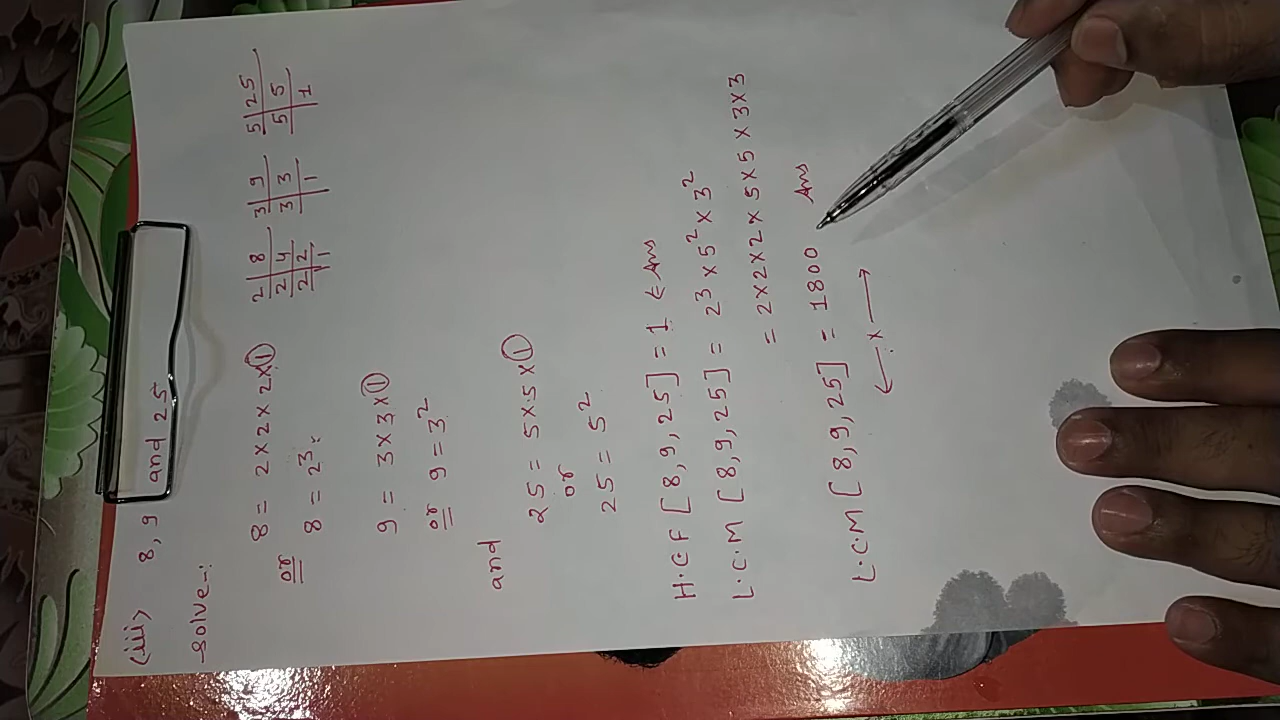 (iii) 8, 9 and 25
Solve-:
8 = 2 × 2 × 2 × 1
or
8 = 2³
2 8
2 4
2 2
1
3 9
3 3
1
5 25
5 5
1
9 = 3 × 3 × 1
or 9 = 3²
and
25 = 5 × 5 × 1
or
25 = 5²
H.C.F [8, 9, 25] = 1 ← Ans
L.C.M [8, 9, 25] = 2³ × 5² × 3²
= 2 × 2 × 2 × 5 × 5 × 3 × 3
L.C.M [8, 9, 25] = 1800 Ans
← × →